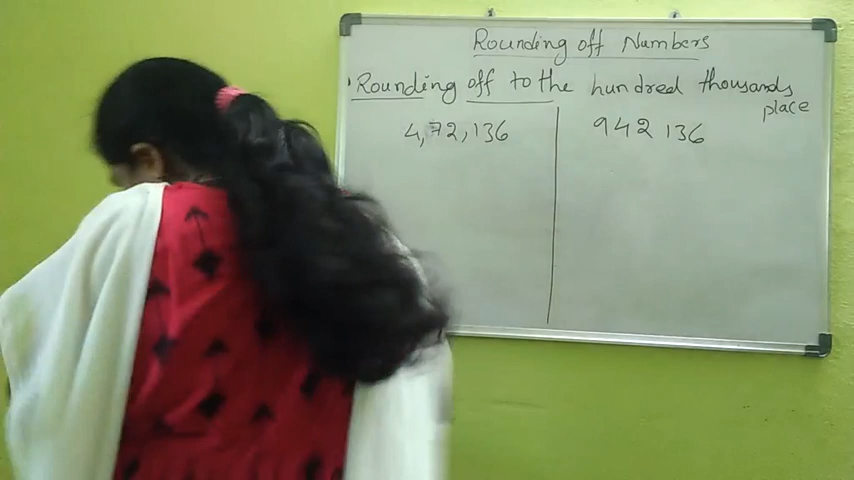 Rounding off Numbers
Rounding off to the hundred thousands
place
4,72,136
942 136